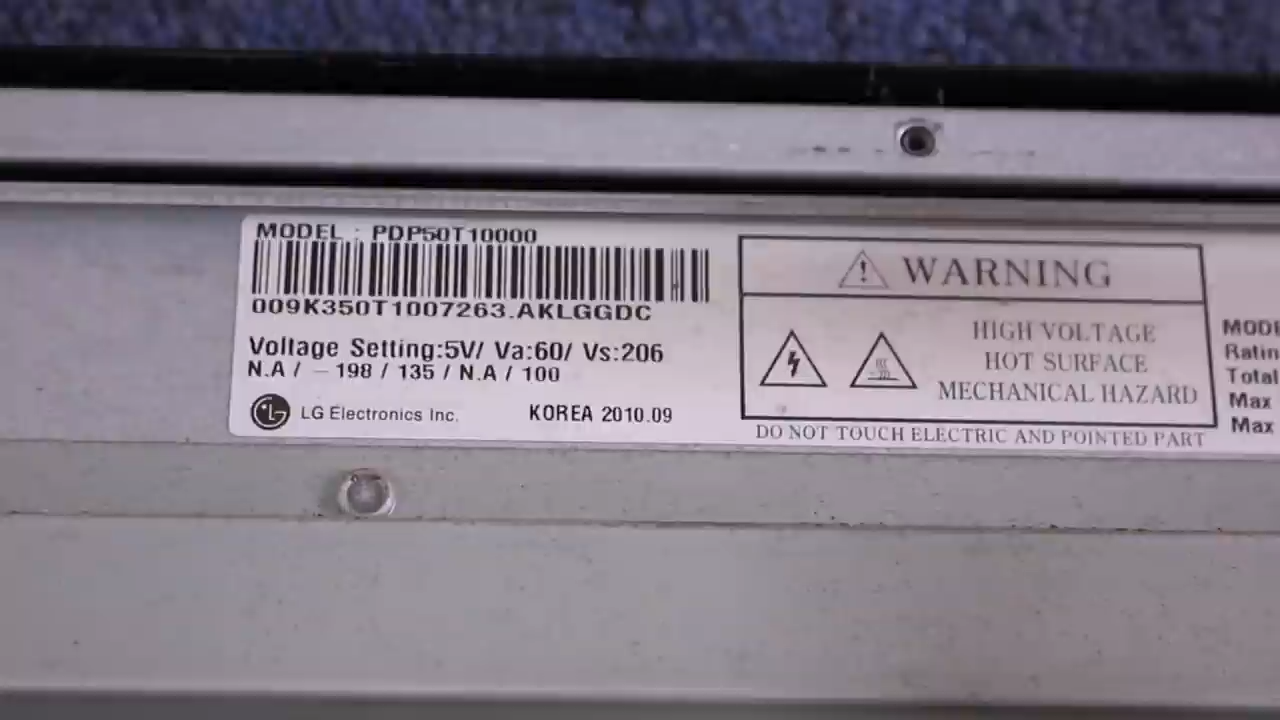 MODEL : PDP50T10000
009K350T1007263.AKLGGDC
Voltage Setting:5V/ Va:60/ Vs:206
N.A / - 198 / 135 / N.A / 100
LG Electronics Inc. KOREA 2010.09
WARNING
HIGH VOLTAGE
HOT SURFACE
MECHANICAL HAZARD
DO NOT TOUCH ELECTRIC AND POINTED PART
Total
Max
Max